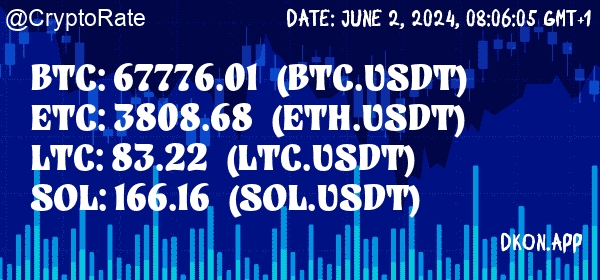 @CryptoRate
DATE: JUNE 2, 2024, 08:06:05 GMT+1
BTC: 67776.01 (BTC.USDT)
ETC: 3808.68 (ETH.USDT)
LTC: 83.22 (LTC.USDT)
SOL: 166.16 (SOL.USDT)
DKON.APP